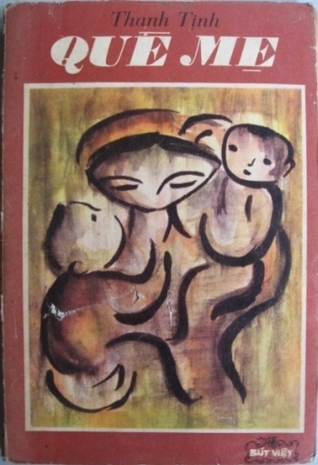 Thanh Tịnh
QUÊ MẸ
BÚT VIỆT